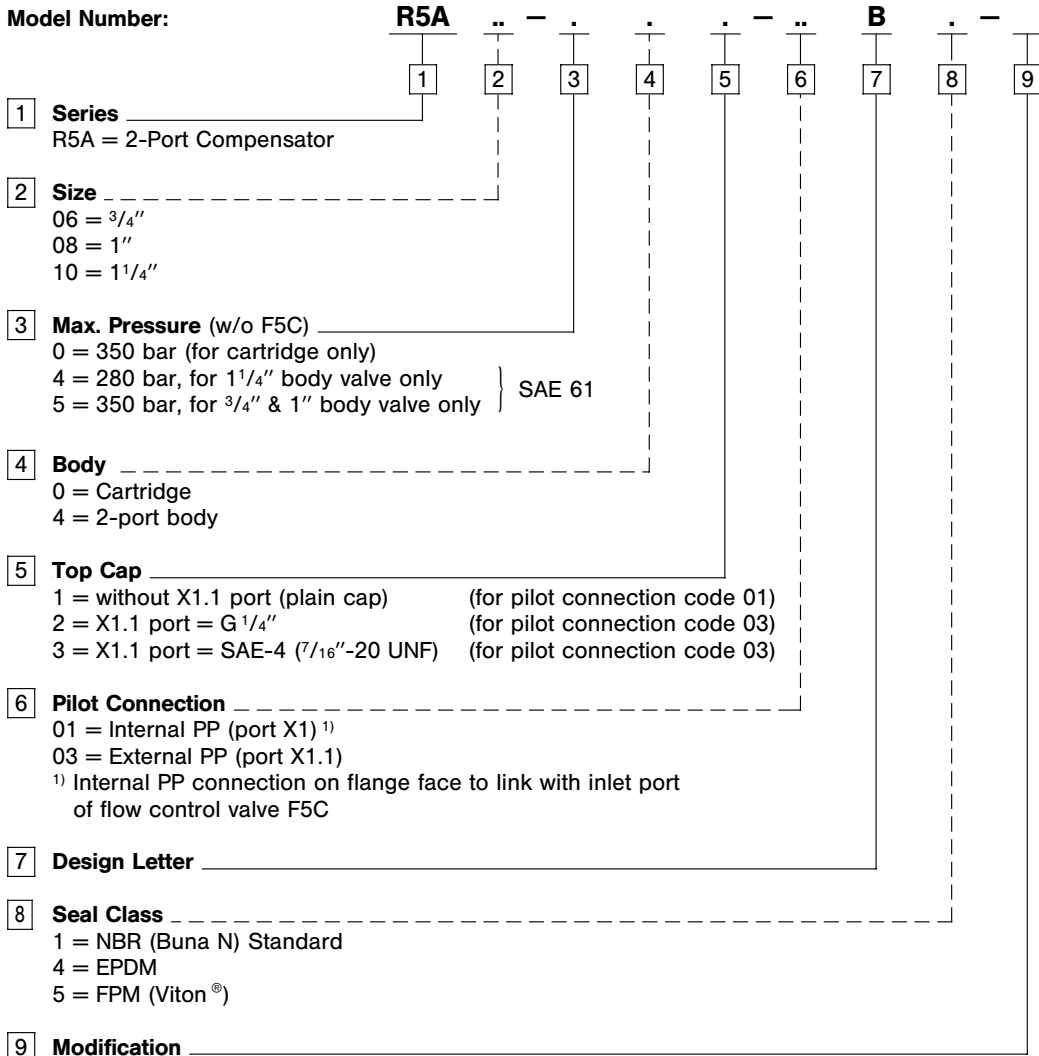 Model Number: R5A .. – . . . – .. B . –
1 2 3 4 5 6 7 8 9
1 Series
R5A = 2-Port Compensator
2 Size
06 = 3/4″
08 = 1″
10 = 11/4″
3 Max. Pressure (w/o F5C)
0 = 350 bar (for cartridge only)
4 = 280 bar, for 11/4″ body valve only
5 = 350 bar, for 3/4″ & 1″ body valve only } SAE 61
4 Body
0 = Cartridge
4 = 2-port body
5 Top Cap
1 = without X1.1 port (plain cap) (for pilot connection code 01)
2 = X1.1 port = G 1/4″ (for pilot connection code 03)
3 = X1.1 port = SAE-4 (7/16″-20 UNF) (for pilot connection code 03)
6 Pilot Connection
01 = Internal PP (port X1) 1)
03 = External PP (port X1.1)
1) Internal PP connection on flange face to link with inlet port
of flow control valve F5C
7 Design Letter
8 Seal Class
1 = NBR (Buna N) Standard
4 = EPDM
5 = FPM (Viton ®)
9 Modification